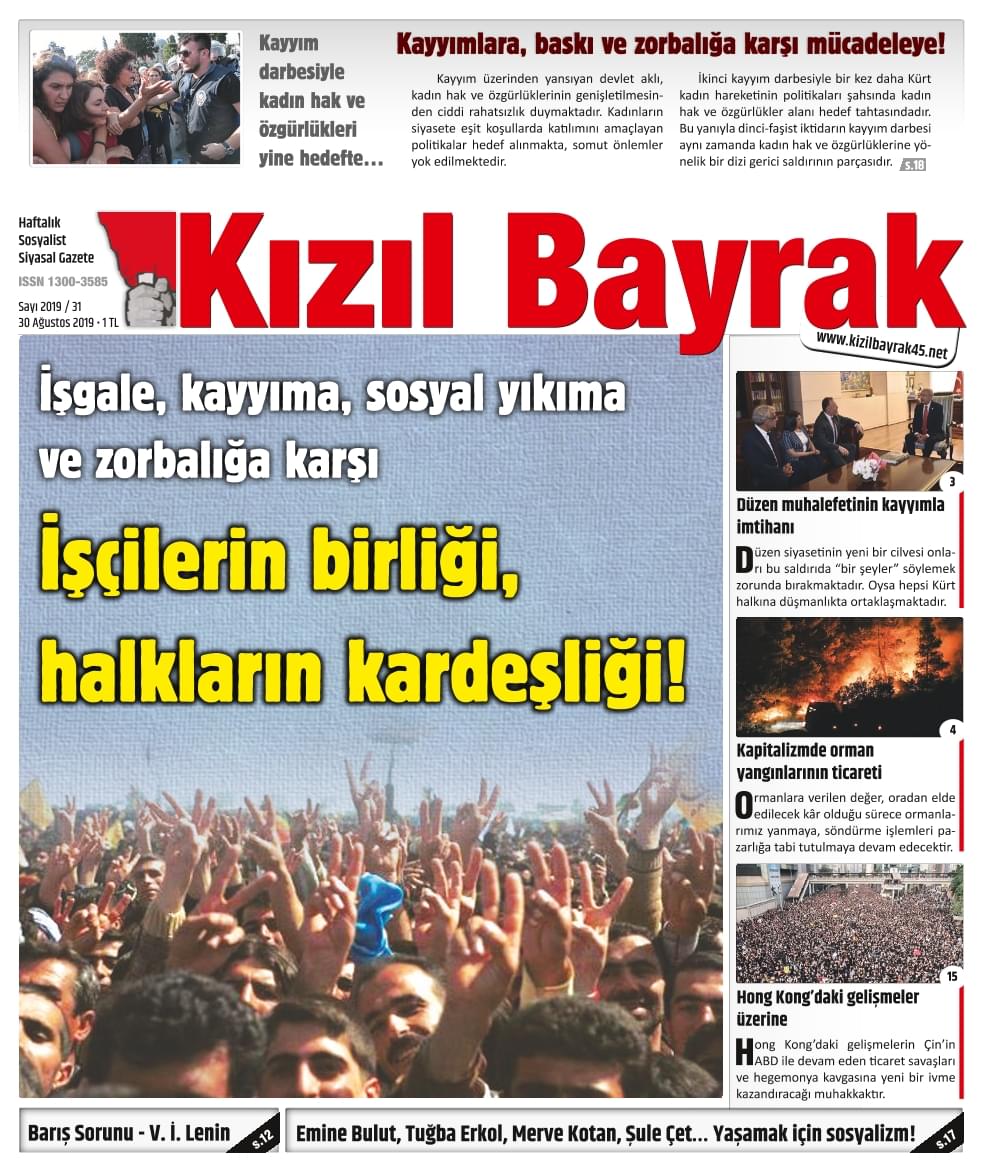 Kayyım
darbesiyle
kadın hak ve
özgürlükleri
yine hedefte...
Kayyımlara, baskı ve zorbalığa karşı mücadeleye!
Kayyım üzerinden yansıyan devlet aklı,
kadın hak ve özgürlüklerinin genişletilmesin-
den ciddi rahatsızlık duymaktadır. Kadınların
siyasete eşit koşullarda katılımını amaçlayan
politikalar hedef alınmakta, somut önlemler
yok edilmektedir.
İkinci kayyım darbesiyle bir kez daha Kürt
kadın hareketinin politikaları şahsında kadın
hak ve özgürlükler alanı hedef tahtasındadır.
Bu yanıyla dinci-faşist iktidarın kayyım darbesi
aynı zamanda kadın hak ve özgürlüklerine yö-
nelik bir dizi gerici saldırının parçasıdır. s.18
Haftalık
Sosyalist
Siyasal Gazete
ISSN 1300-3585
Sayı 2019 / 31
30 Ağustos 2019 • 1 TL
Kızıl Bayrak
www.kizilbayrak45.net
İşgale, kayyıma, sosyal yıkıma
ve zorbalığa karşı
İşçilerin birliği,
halkların kardeşliği!
3
Düzen muhalefetinin kayyımla
imtihanı
Düzen siyasetinin yeni bir cilvesi onla-
rı bu saldırıda “bir şeyler” söylemek
zorunda bırakmaktadır. Oysa hepsi Kürt
halkına düşmanlıkta ortaklaşmaktadır.
4
Kapitalizmde orman
yangınlarının ticareti
Ormanlara verilen değer, oradan elde
edilecek kâr olduğu sürece ormanla-
rımız yanmaya, söndürme işlemleri pa-
zarlığa tabi tutulmaya devam edecektir.
15
Hong Kong’daki gelişmeler
üzerine
Hong Kong’daki gelişmelerin Çin’in
ABD ile devam eden ticaret savaşları
ve hegemonya kavgasına yeni bir ivme
kazandıracağı muhakkaktır.
Barış Sorunu - V. İ. Lenin s.12
Emine Bulut, Tuğba Erkol, Merve Kotan, Şule Çet... Yaşamak için sosyalizm! s.17